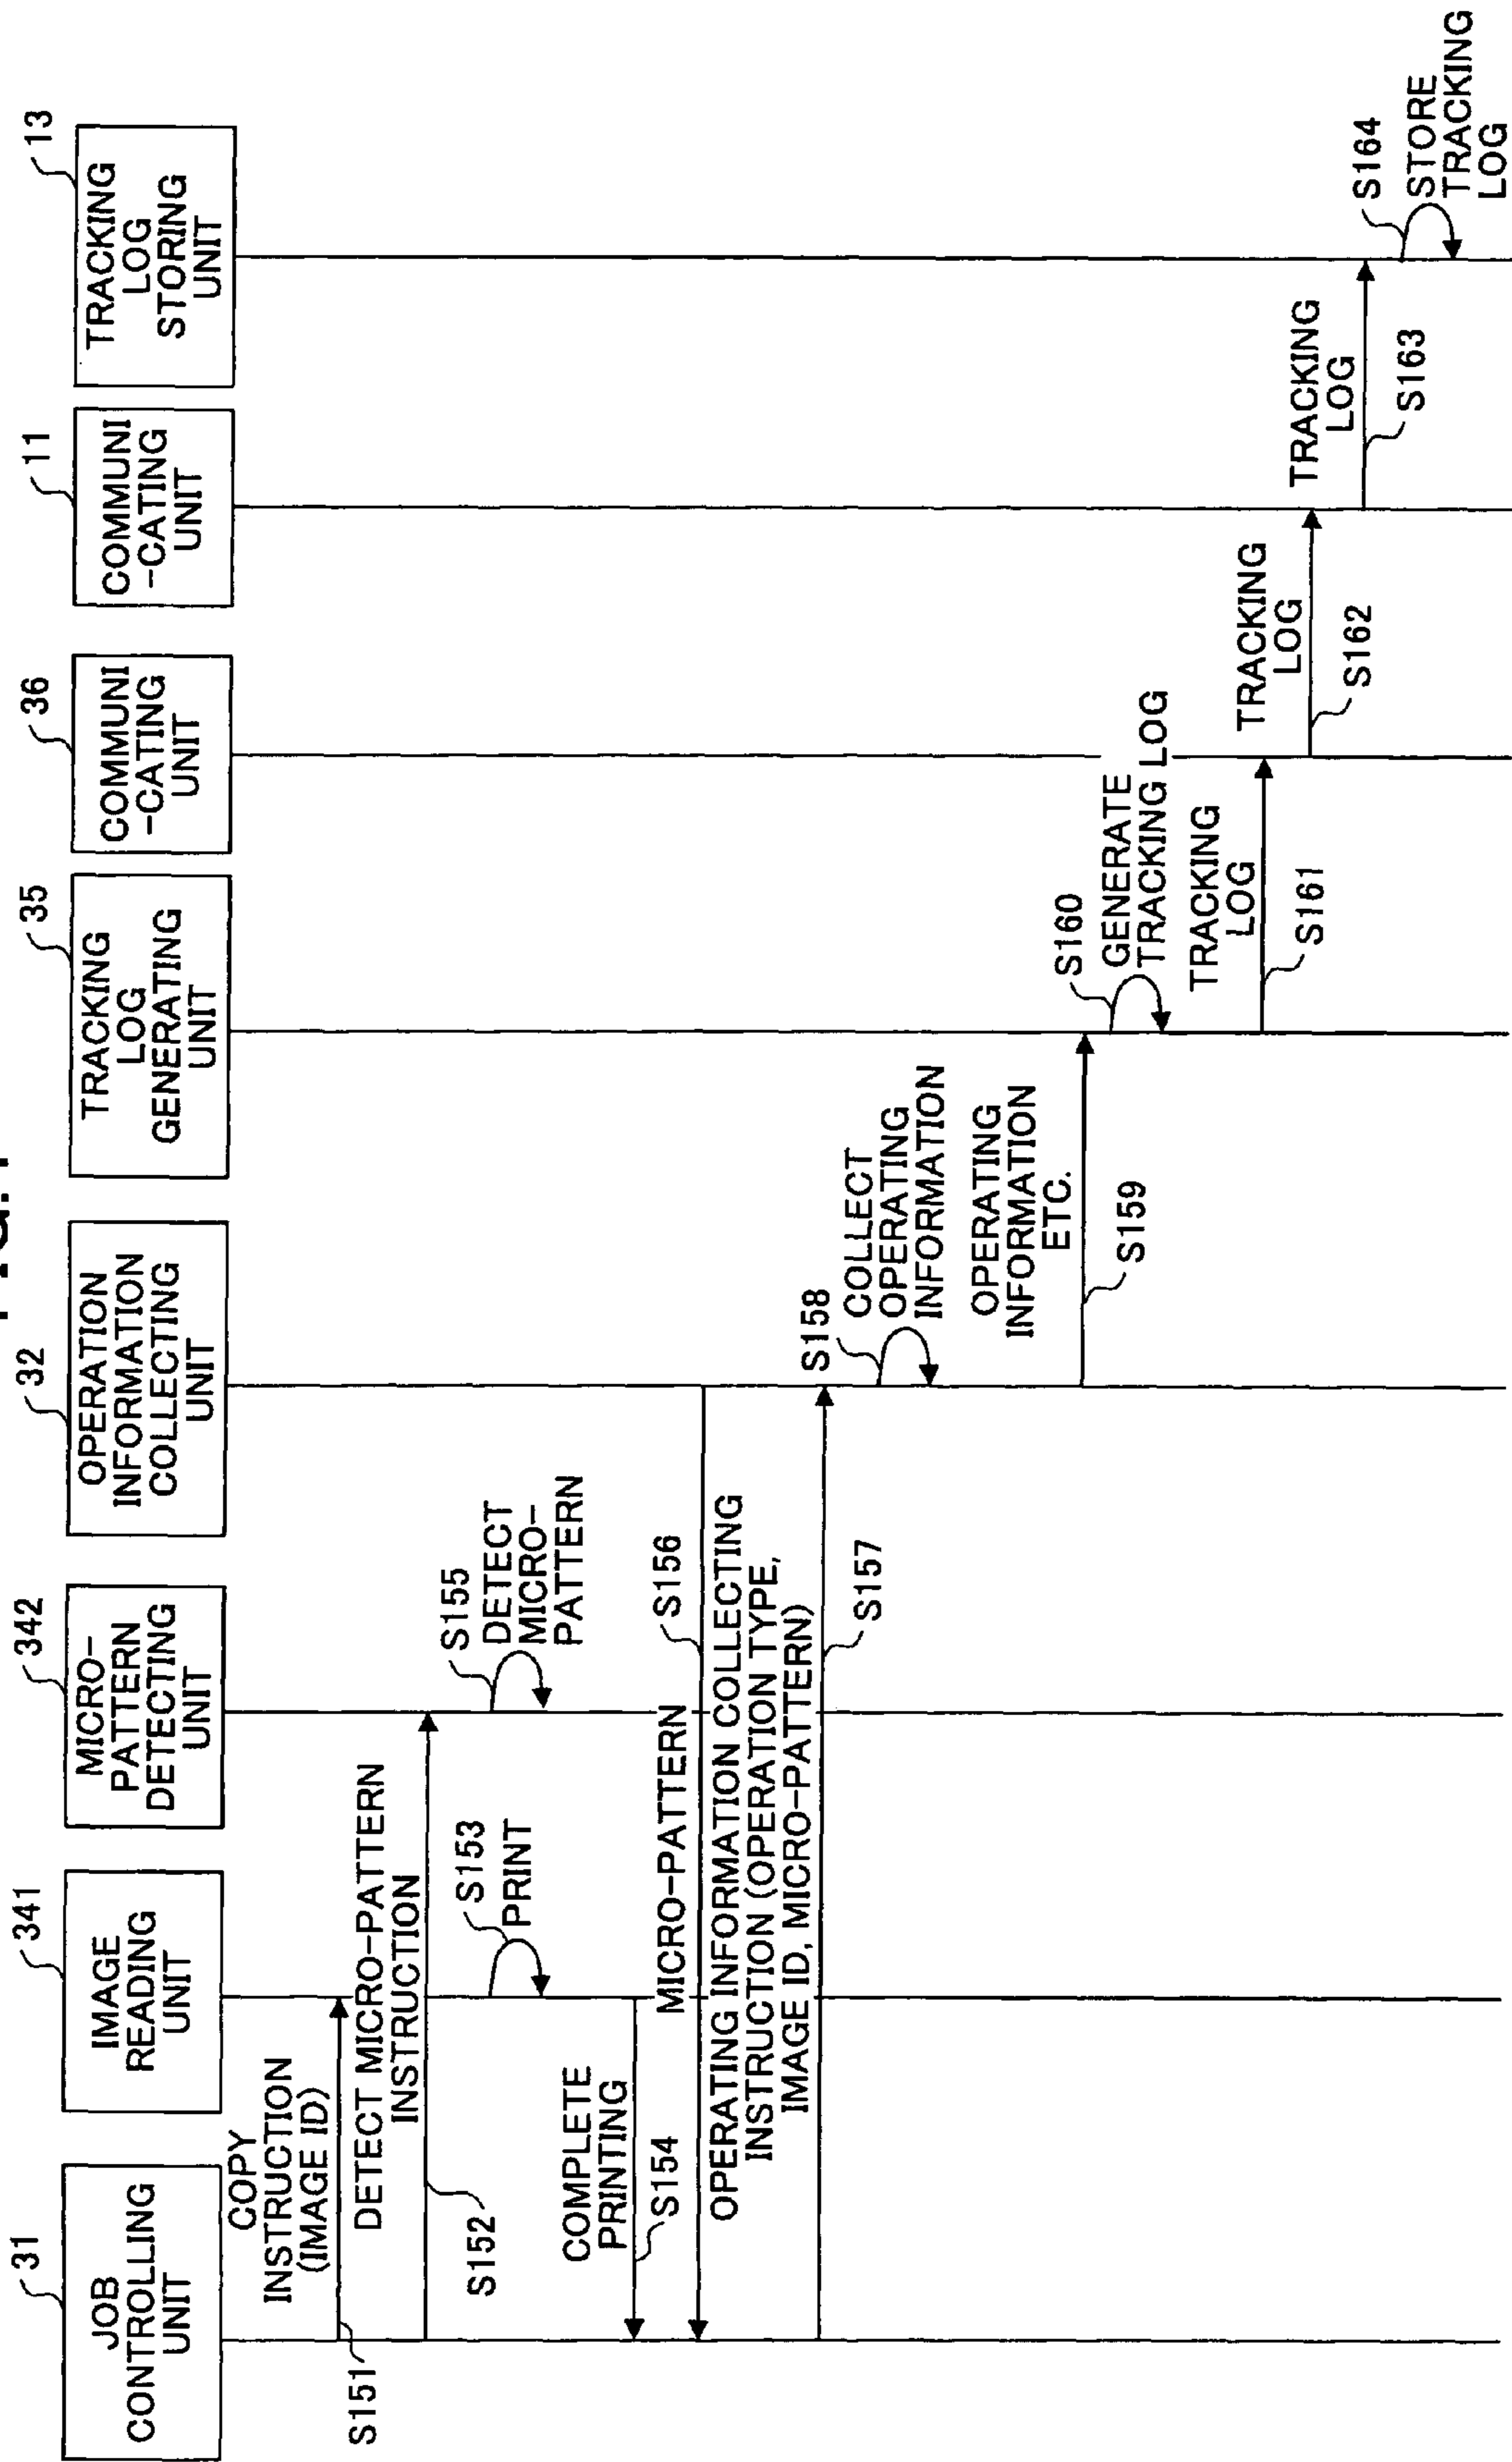 31
JOB
CONTROLLING
UNIT
341
IMAGE
READING
UNIT
342
MICRO-
PATTERN
DETECTING
UNIT
32
OPERATION
INFORMATION
COLLECTING
UNIT
35
TRACKING
LOG
GENERATING
UNIT
36
COMMUNI
-CATING
UNIT
11
COMMUNI
-CATING
UNIT
13
TRACKING
LOG
STORING
UNIT
COPY
INSTRUCTION
(IMAGE ID)
S151
DETECT MICRO-PATTERN
INSTRUCTION
S152
S153
PRINT
COMPLETE
PRINTING
S154
S155
DETECT
MICRO-
PATTERN
MICRO-PATTERN
S156
OPERATING INFORMATION COLLECTING
INSTRUCTION (OPERATION TYPE,
IMAGE ID, MICRO-PATTERN)
S157
S158
COLLECT
OPERATING
INFORMATION
OPERATING
INFORMATION
ETC.
S159
S160
GENERATE
TRACKING LOG
TRACKING
LOG
S161
TRACKING
LOG
S162
TRACKING
LOG
S163
S164
STORE
TRACKING
LOG